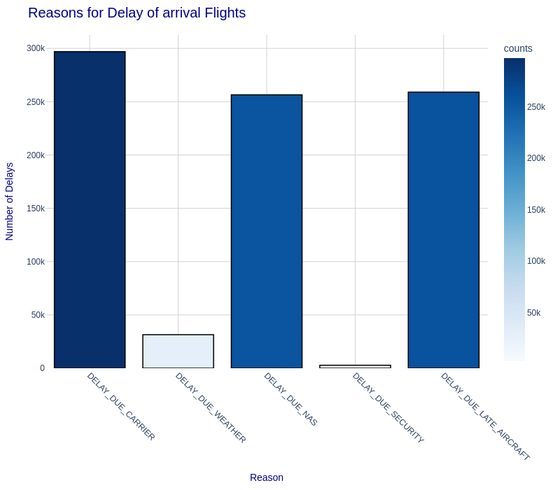 Reasons for Delay of arrival Flights
counts
300k
250k
200k
150k
100k
50k
0
Number of Delays
250k
200k
150k
100k
50k
DELAY_DUE_CARRIER
DELAY_DUE_WEATHER
DELAY_DUE_NAS
DELAY_DUE_SECURITY
DELAY_DUE_LATE_AIRCRAFT
Reason